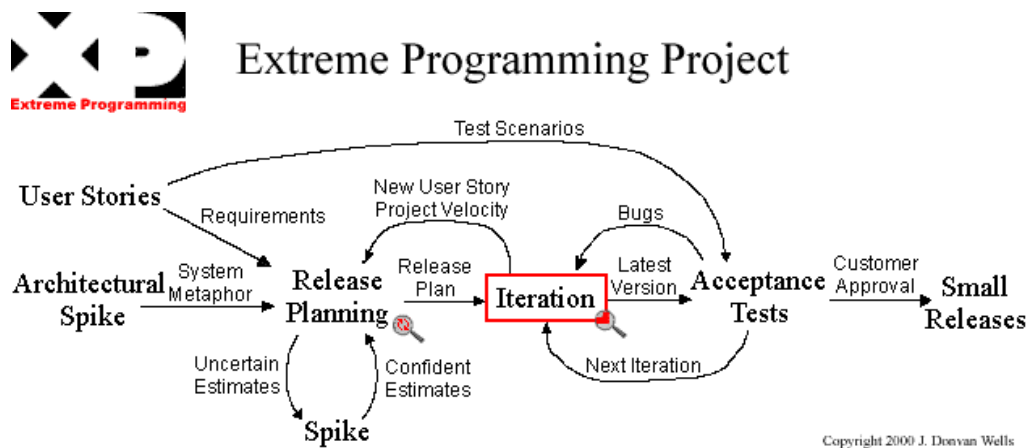 XP
Extreme Programming
Extreme Programming Project
Test Scenarios
User Stories
New User Story
Project Velocity
Bugs
Requirements
Architectural
Spike
System
Metaphor
Release
Planning
Release
Plan
Iteration
Latest
Version
Acceptance
Tests
Customer
Approval
Small
Releases
Uncertain
Estimates
Confident
Estimates
Next Iteration
Spike
Copyright 2000 J. Donvan Wells